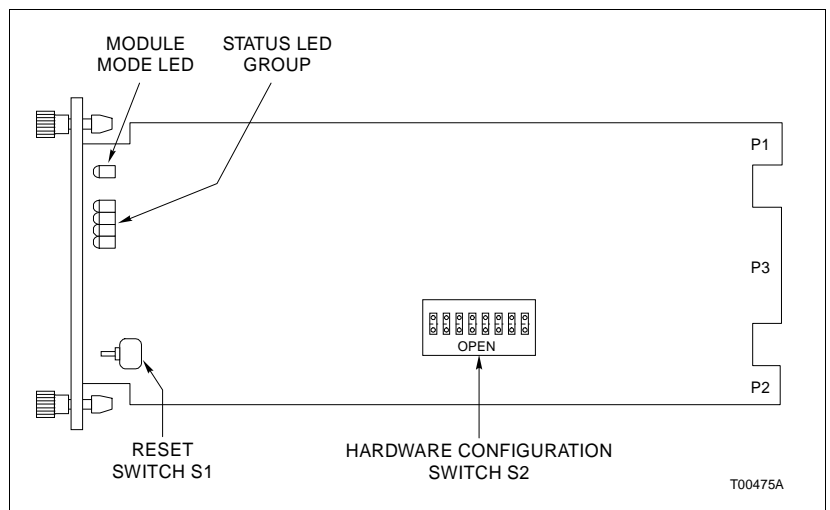 MODULE
MODE LED
STATUS LED
GROUP
P1
P3
OPEN
P2
RESET
SWITCH S1
HARDWARE CONFIGURATION
SWITCH S2
T00475A